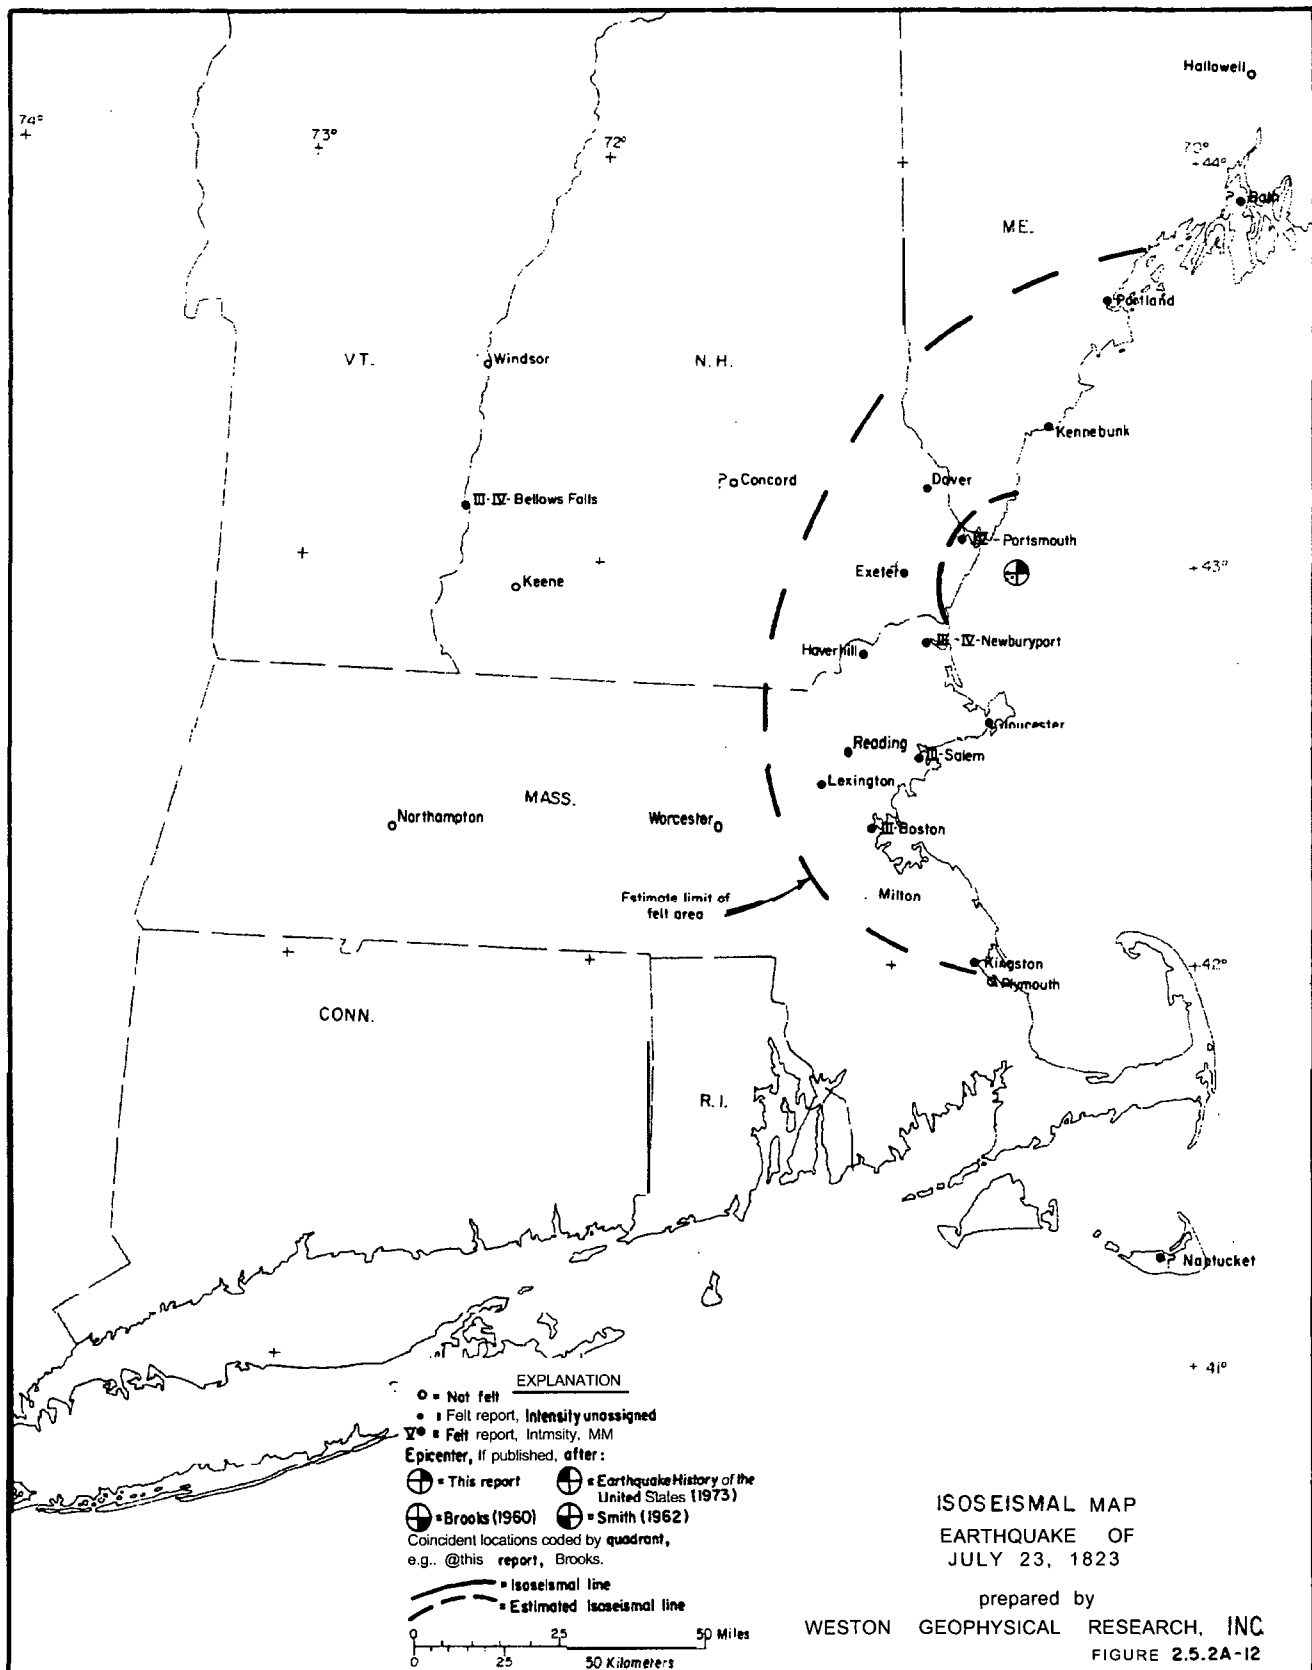 Hallowell
74°
73°
72°
70°
44°
Bath
ME.
Portland
VT.
Windsor
N.H.
Kennebunk
? Concord
Dover
III-IV-Bellows Falls
IV-Portsmouth
Exeter
43°
Keene
III-IV-Newburyport
Haverhill
Gloucester
Reading
III-Salem
Lexington
MASS.
Northampton
Worcester
III-Boston
Estimate limit of
felt area
Milton
Kingston
42°
Plymouth
CONN.
R.I.
? Nantucket
41°
EXPLANATION
o = Not felt
• = Felt report, Intensity unassigned
V• = Felt report, Intmsity, MM
Epicenter, If published, after:
= This report
= Earthquake History of the
United States (1973)
= Brooks (1960)
= Smith (1962)
Coincident locations coded by quadrant,
e.g.. @this report, Brooks.
= Isoseismal line
= Estimated Isoseismal line
0 25 50 Miles
0 25 50 Kilometers
ISOSEISMAL MAP
EARTHQUAKE OF
JULY 23, 1823
prepared by
WESTON GEOPHYSICAL RESEARCH, INC.
FIGURE 2.5.2A-12